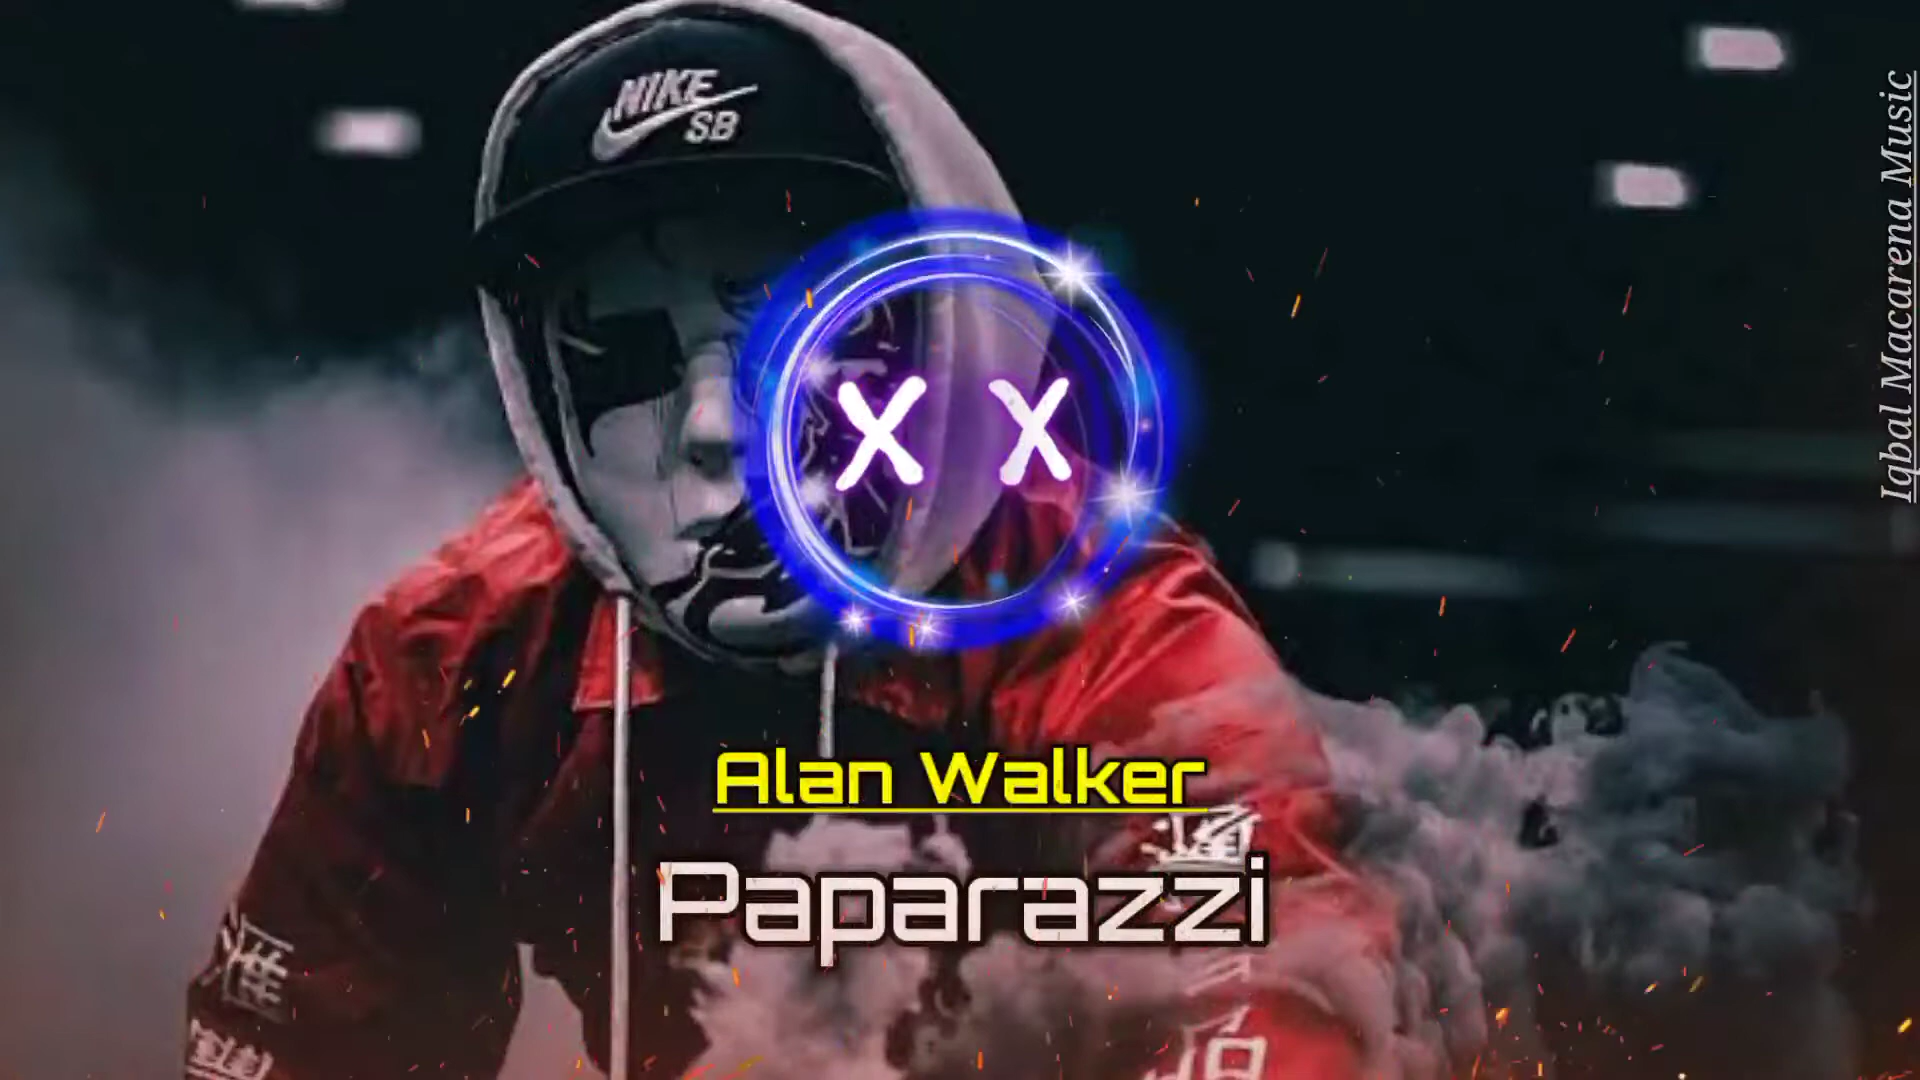 NIKE
SB
X X
Alan Walker
Paparazzi
Iqbal Macarena Music